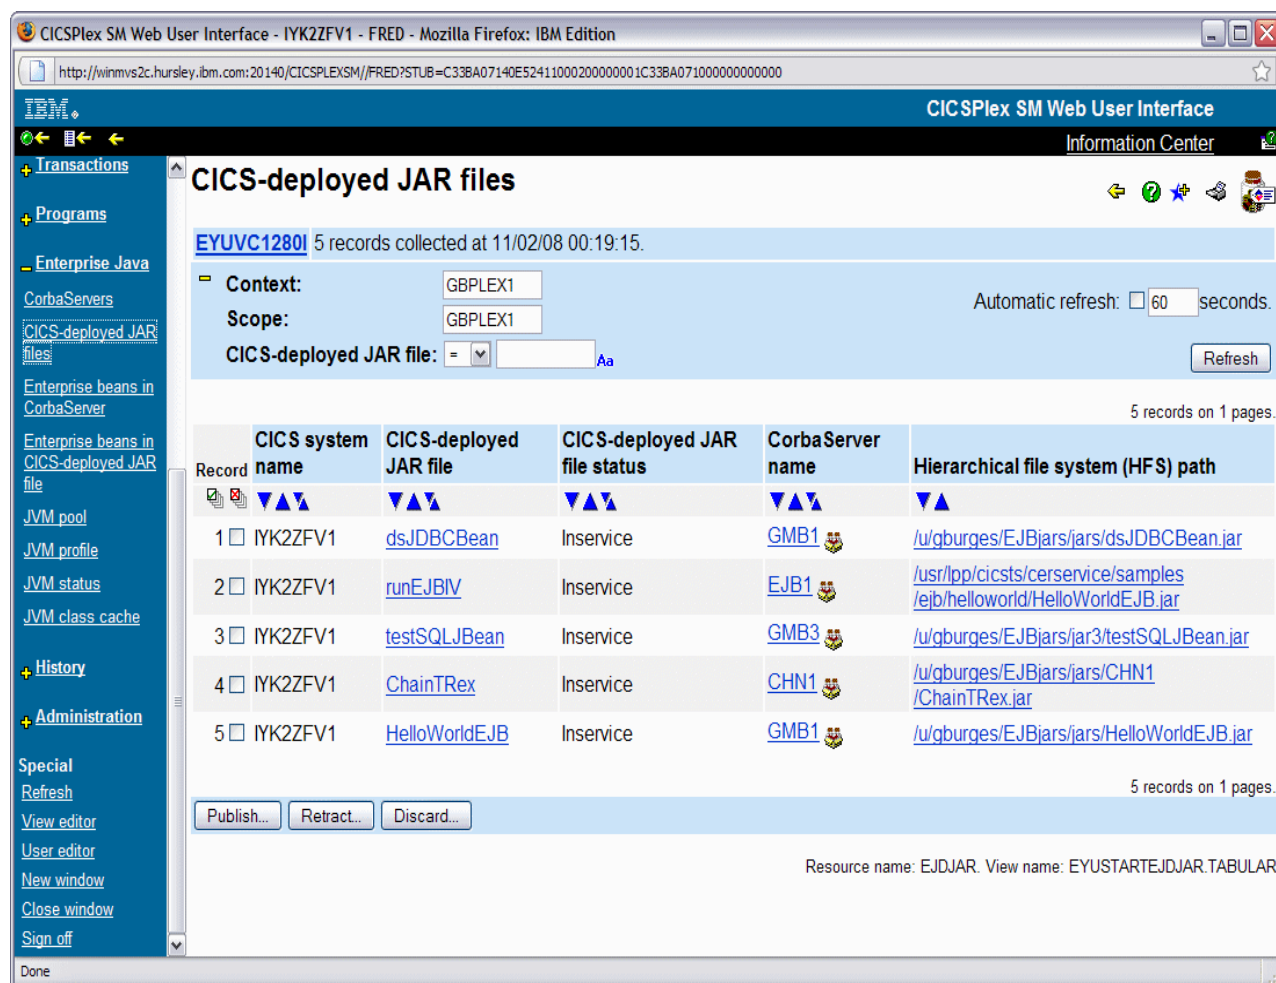 CICSPlex SM Web User Interface - IYK2ZFV1 - FRED - Mozilla Firefox: IBM Edition
http://winmvs2c.hursley.ibm.com:20140/CICSPLEXSM//FRED?STUB=C33BA07140E5241100020000001C33BA071000000000000
IBM
CICSPlex SM Web User Interface
Information Center
Transactions
Programs
Enterprise Java
CorbaServers
CICS-deployed JAR
files
Enterprise beans in
CorbaServer
Enterprise beans in
CICS-deployed JAR
file
JVM pool
JVM profile
JVM status
JVM class cache
History
Administration
Special
Refresh
View editor
User editor
New window
Close window
Sign off
CICS-deployed JAR files
EYUVC1280I 5 records collected at 11/02/08 00:19:15.
Context: GBPLEX1
Scope: GBPLEX1
CICS-deployed JAR file: = Aa
Automatic refresh: 60 seconds.
Refresh
5 records on 1 pages.
Record CICS system name CICS-deployed JAR file CICS-deployed JAR file status CorbaServer name Hierarchical file system (HFS) path
1 IYK2ZFV1 dsJDBCBean Inservice GMB1 /u/gburges/EJBjars/jars/dsJDBCBean.jar
2 IYK2ZFV1 runEJBIV Inservice EJB1 /usr/lpp/cicsts/cerservice/samples
/ejb/helloworld/HelloWorldEJB.jar
3 IYK2ZFV1 testSQLJBean Inservice GMB3 /u/gburges/EJBjars/jar3/testSQLJBean.jar
4 IYK2ZFV1 ChainTRex Inservice CHN1 /u/gburges/EJBjars/jars/CHN1
/ChainTRex.jar
5 IYK2ZFV1 HelloWorldEJB Inservice GMB1 /u/gburges/EJBjars/jars/HelloWorldEJB.jar
5 records on 1 pages.
Publish... Retract... Discard...
Resource name: EJDJAR. View name: EYUSTARTEJDJAR.TABULAR
Done